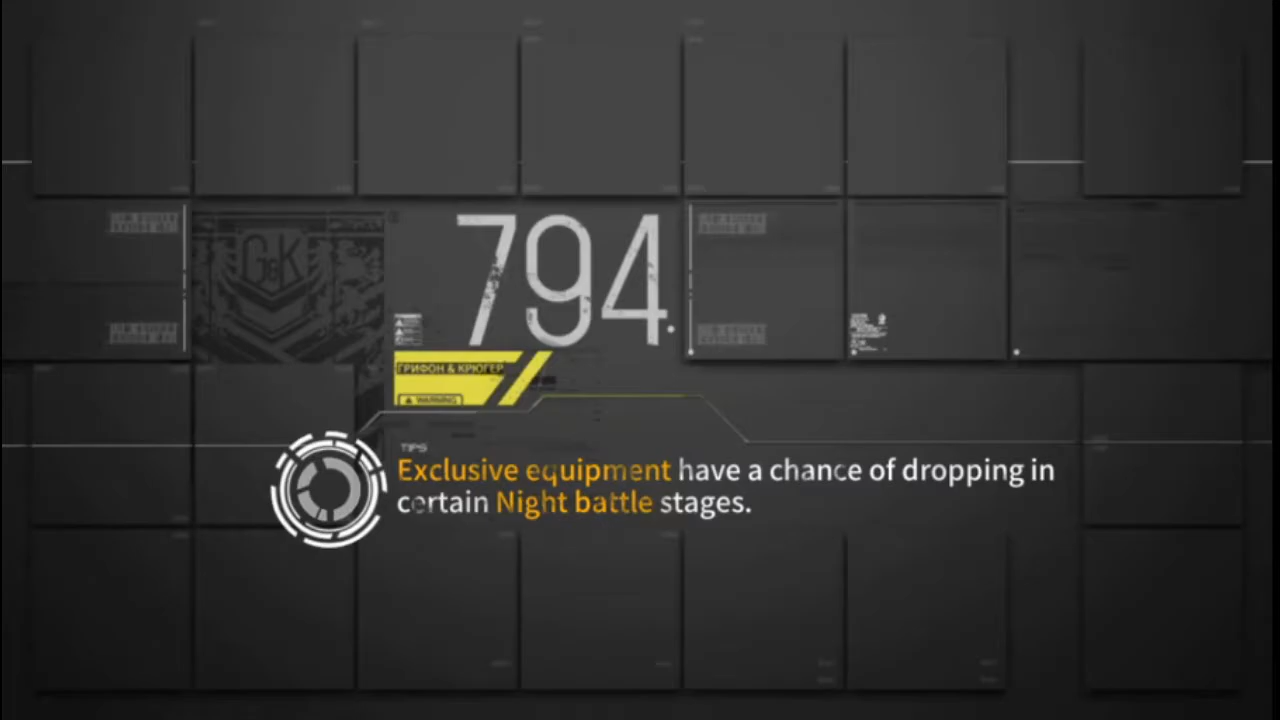 G&K
794.
ГРИФОН & КРЮГЕР
WARNING
TIPS
Exclusive equipment have a chance of dropping in
certain Night battle stages.